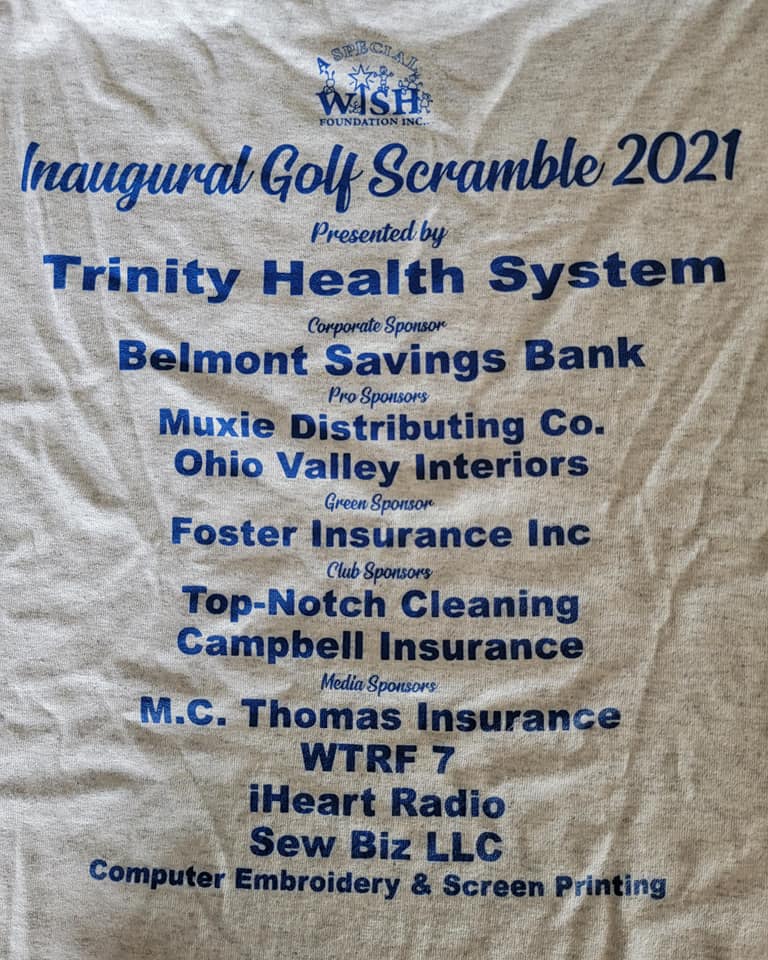 A SPECIAL
WISH
FOUNDATION INC.
Inaugural Golf Scramble 2021
Presented by
Trinity Health System
Corporate Sponsor
Belmont Savings Bank
Pro Sponsors
Muxie Distributing Co.
Ohio Valley Interiors
Green Sponsor
Foster Insurance Inc
Club Sponsors
Top-Notch Cleaning
Campbell Insurance
Media Sponsors
M.C. Thomas Insurance
WTRF 7
iHeart Radio
Sew Biz LLC
Computer Embroidery & Screen Printing